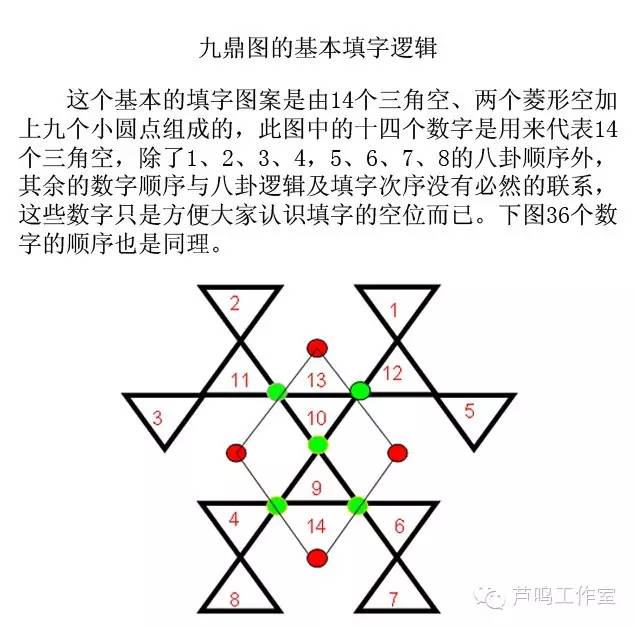 九鼎图的基本填字逻辑
这个基本的填字图案是由14个三角空、两个菱形空加
上九个小圆点组成的，此图中的十四个数字是用来代表14
个三角空，除了1、2、3、4，5、6、7、8的八卦顺序外，
其余的数字顺序与八卦逻辑及填字次序没有必然的联系，
这些数字只是方便大家认识填字的空位而已。下图36个数
字的顺序也是同理。
2 1
11 13 12
3 10 5
9
4 14 6
8 7
芦鸣工作室